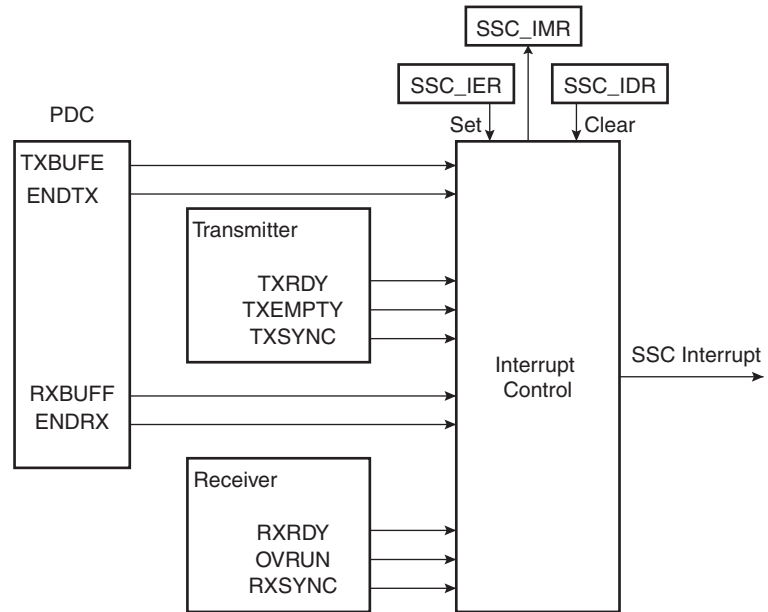 SSC_IMR
SSC_IER
SSC_IDR
PDC
Set
Clear
TXBUFE
ENDTX
Transmitter
TXRDY
TXEMPTY
TXSYNC
RXBUFF
ENDRX
Interrupt
Control
SSC Interrupt
Receiver
RXRDY
OVRUN
RXSYNC